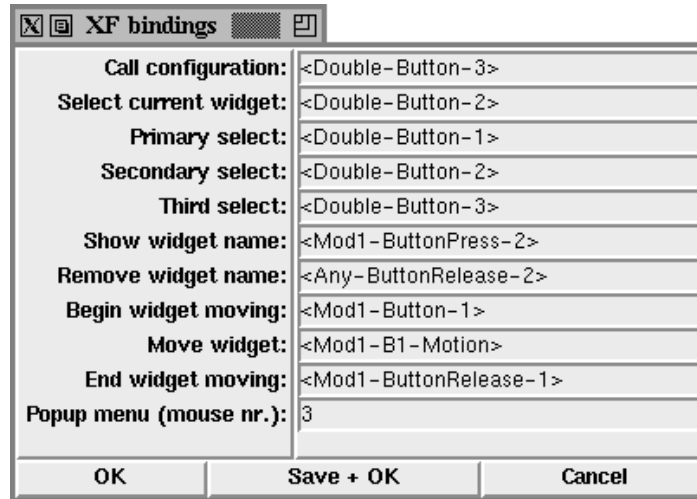 XF bindings
Call configuration: <Double-Button-3>
Select current widget: <Double-Button-2>
Primary select: <Double-Button-1>
Secondary select: <Double-Button-2>
Third select: <Double-Button-3>
Show widget name: <Mod1-ButtonPress-2>
Remove widget name: <Any-ButtonRelease-2>
Begin widget moving: <Mod1-Button-1>
Move widget: <Mod1-B1-Motion>
End widget moving: <Mod1-ButtonRelease-1>
Popup menu (mouse nr.): 3
OK Save + OK Cancel